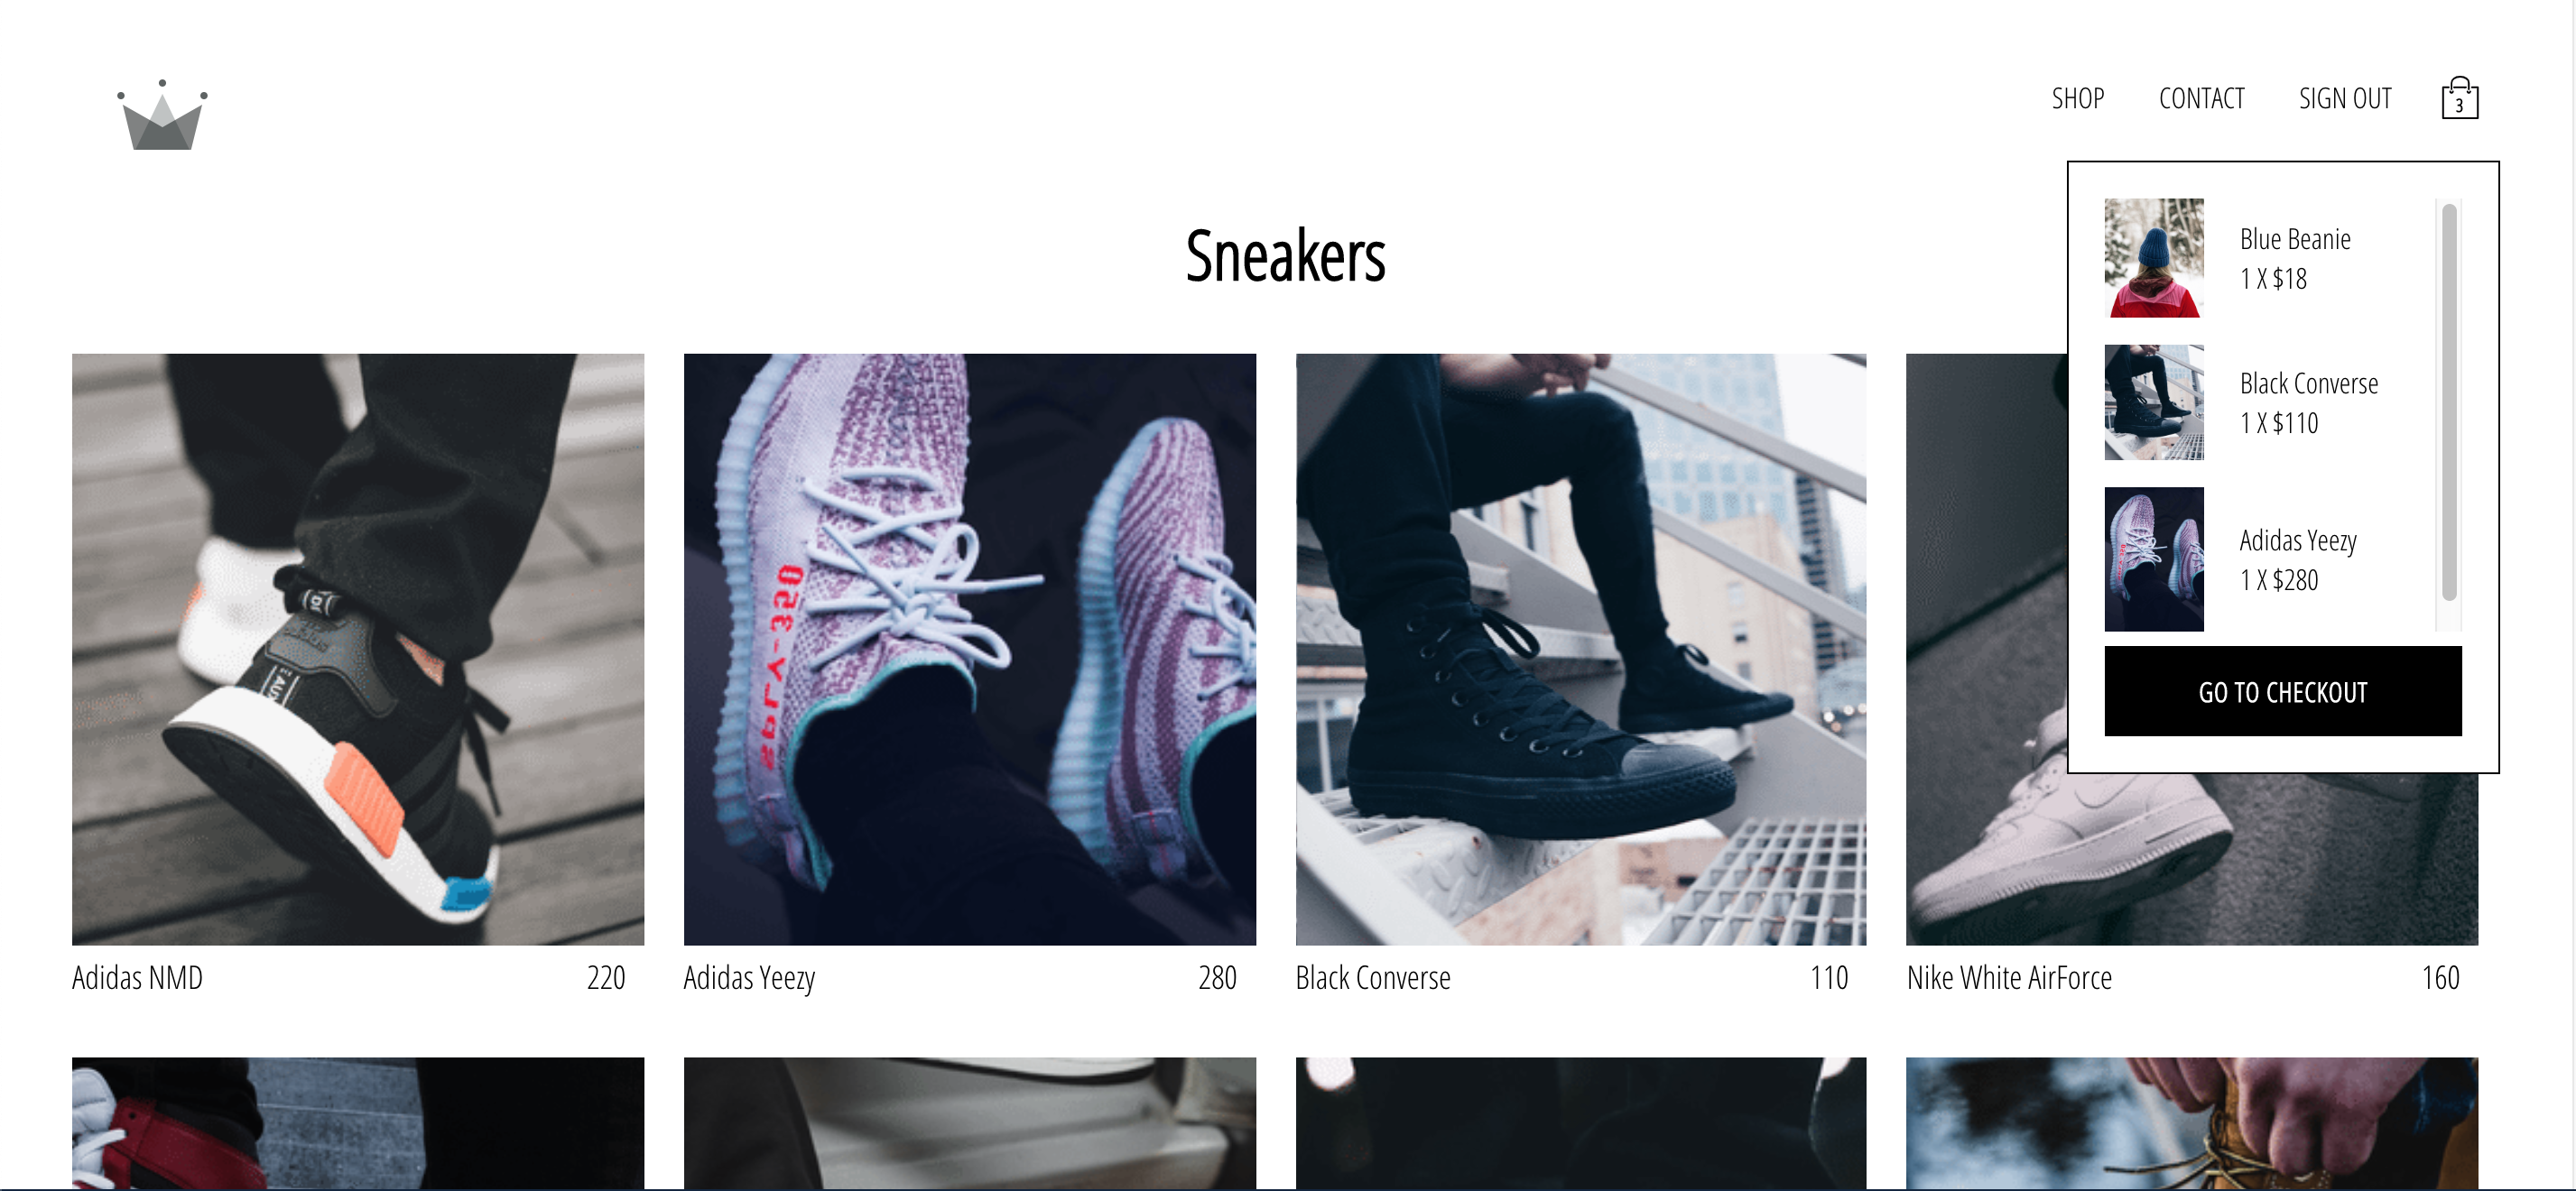 SHOP CONTACT SIGN OUT 3
Sneakers
Blue Beanie
1 X $18
Black Converse
1 X $110
Adidas Yeezy
1 X $280
GO TO CHECKOUT
Adidas NMD 220
Adidas Yeezy 280
Black Converse 110
Nike White AirForce 160